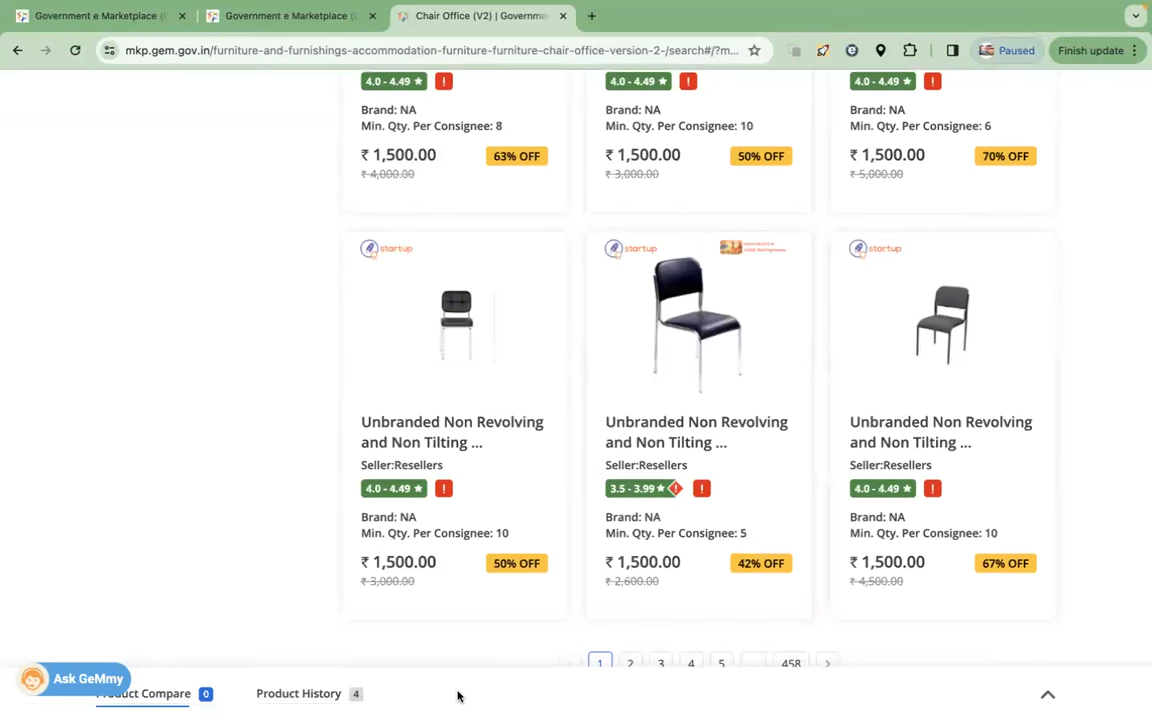 Government e Marketplace (
Government e Marketplace (
Chair Office (V2) | Governme
mkp.gem.gov.in/furniture-and-furnishings-accommodation-furniture-furniture-chair-office-version-2-/search#/?m...
Paused
Finish update
4.0 - 4.49 ★ !
4.0 - 4.49 ★ !
4.0 - 4.49 ★ !
Brand: NA
Brand: NA
Brand: NA
Min. Qty. Per Consignee: 8
Min. Qty. Per Consignee: 10
Min. Qty. Per Consignee: 6
₹ 1,500.00 63% OFF
₹ 1,500.00 50% OFF
₹ 1,500.00 70% OFF
₹ 4,000.00
₹ 3,000.00
₹ 5,000.00
startup
startup
startup
Unbranded Non Revolving
and Non Tilting ...
Seller:Resellers
4.0 - 4.49 ★ !
Brand: NA
Min. Qty. Per Consignee: 10
₹ 1,500.00 50% OFF
₹ 3,000.00
Unbranded Non Revolving
and Non Tilting ...
Seller:Resellers
3.5 - 3.99 ★ ! !
Brand: NA
Min. Qty. Per Consignee: 5
₹ 1,500.00 42% OFF
₹ 2,600.00
Unbranded Non Revolving
and Non Tilting ...
Seller:Resellers
4.0 - 4.49 ★ !
Brand: NA
Min. Qty. Per Consignee: 10
₹ 1,500.00 67% OFF
₹ 4,500.00
1 2 3 4 5 ... 458
Ask GeMmy
Compare 0
Product History 4